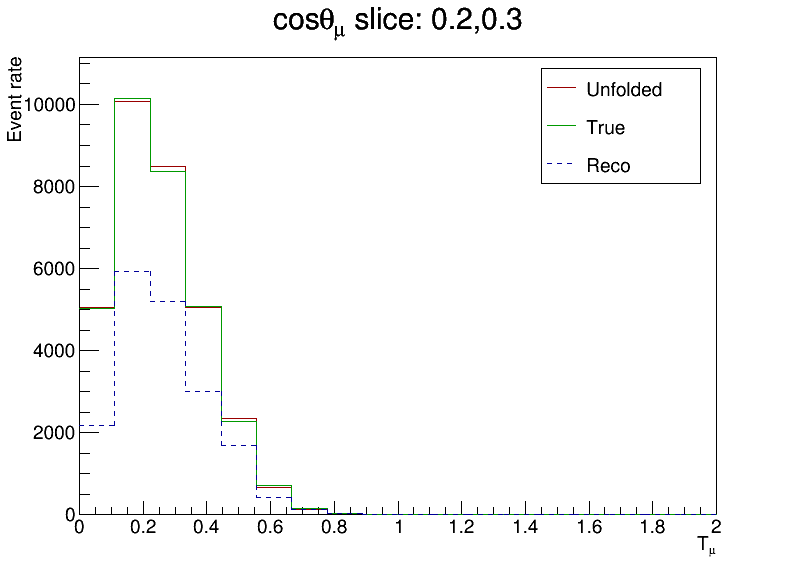 cosθμ slice: 0.2,0.3
Event rate
Unfolded
True
Reco
10000
8000
6000
4000
2000
0
0 0.2 0.4 0.6 0.8 1 1.2 1.4 1.6 1.8 2
Tμ